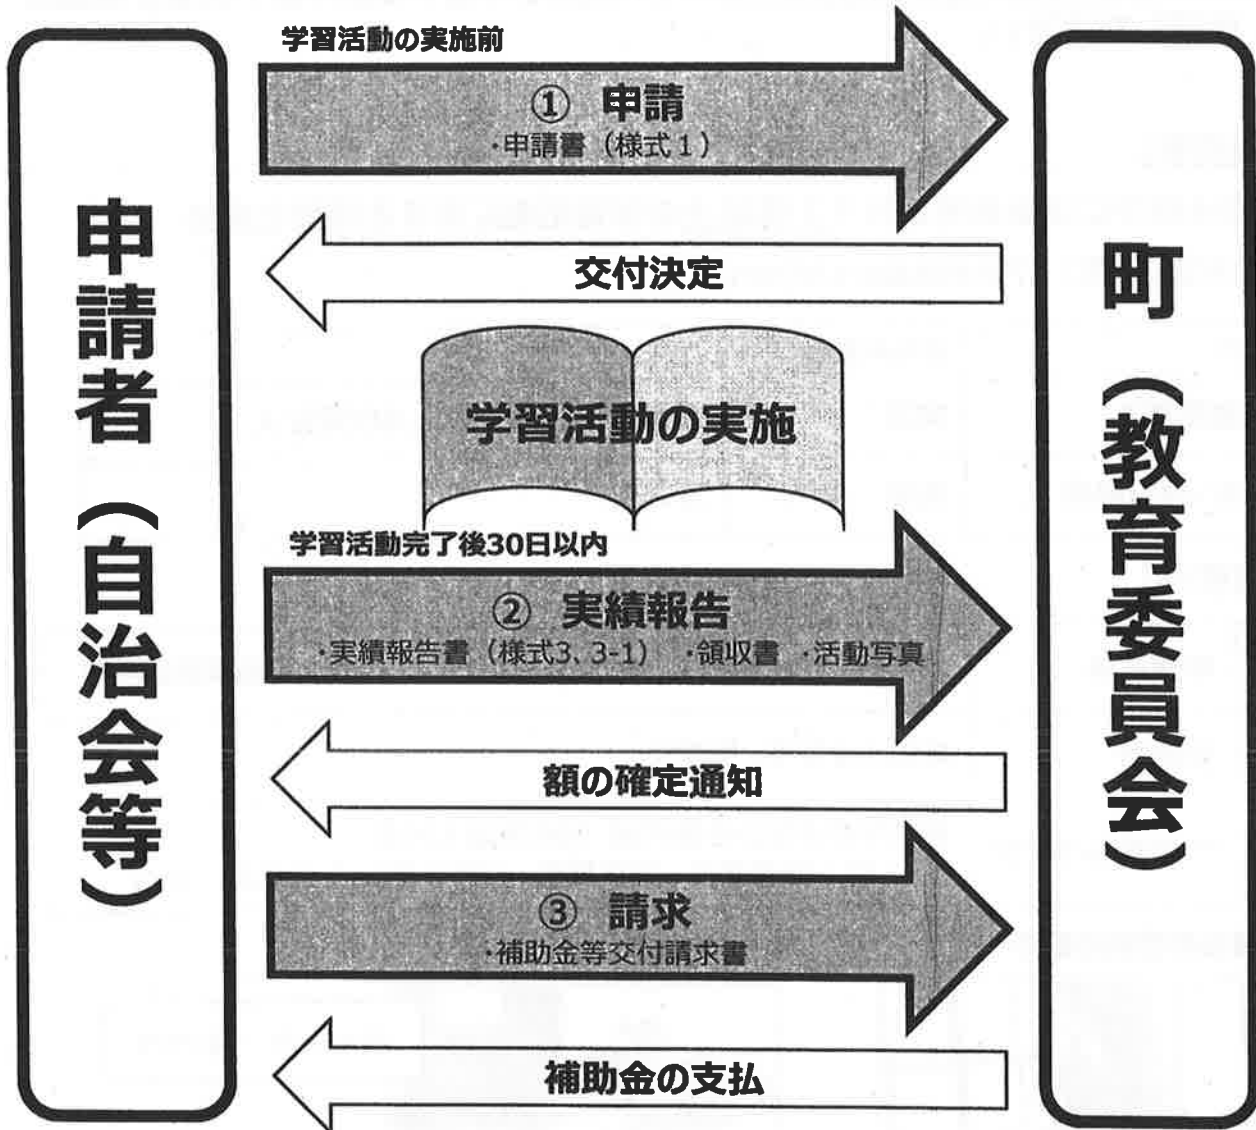 申請者（自治会等）
学習活動の実施前
① 申請
・申請書（様式１）
交付決定
学習活動の実施
学習活動完了後30日以内
② 実績報告
・実績報告書（様式3、3-1） ・領収書 ・活動写真
額の確定通知
③ 請求
・補助金等交付請求書
補助金の支払
町（教育委員会）